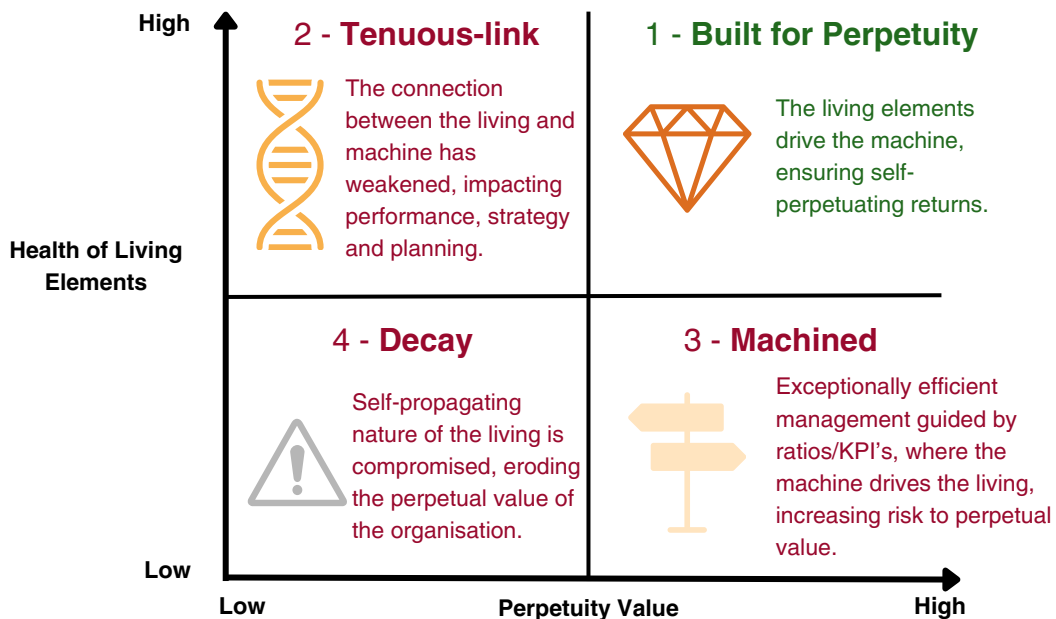 High
2 - Tenuous-link
The connection
between the living and
machine has
weakened, impacting
performance, strategy
and planning.
1 - Built for Perpetuity
The living elements
drive the machine,
ensuring self-
perpetuating returns.
Health of Living
Elements
4 - Decay
Self-propagating
nature of the living is
compromised, eroding
the perpetual value of
the organisation.
3 - Machined
Exceptionally efficient
management guided by
ratios/KPI's, where the
machine drives the living,
increasing risk to perpetual
value.
Low
Low
Perpetuity Value
High